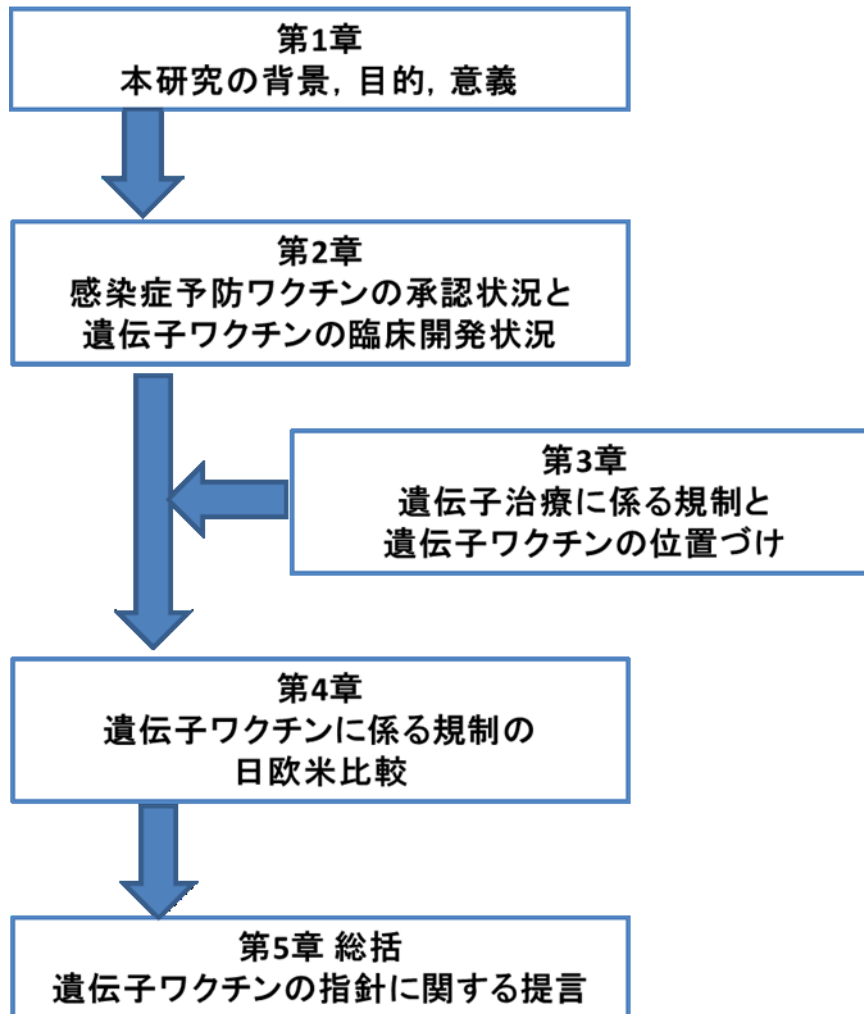 第1章
本研究の背景，目的，意義
第2章
感染症予防ワクチンの承認状況と
遺伝子ワクチンの臨床開発状況
第3章
遺伝子治療に係る規制と
遺伝子ワクチンの位置づけ
第4章
遺伝子ワクチンに係る規制の
日欧米比較
第5章 総括
遺伝子ワクチンの指針に関する提言